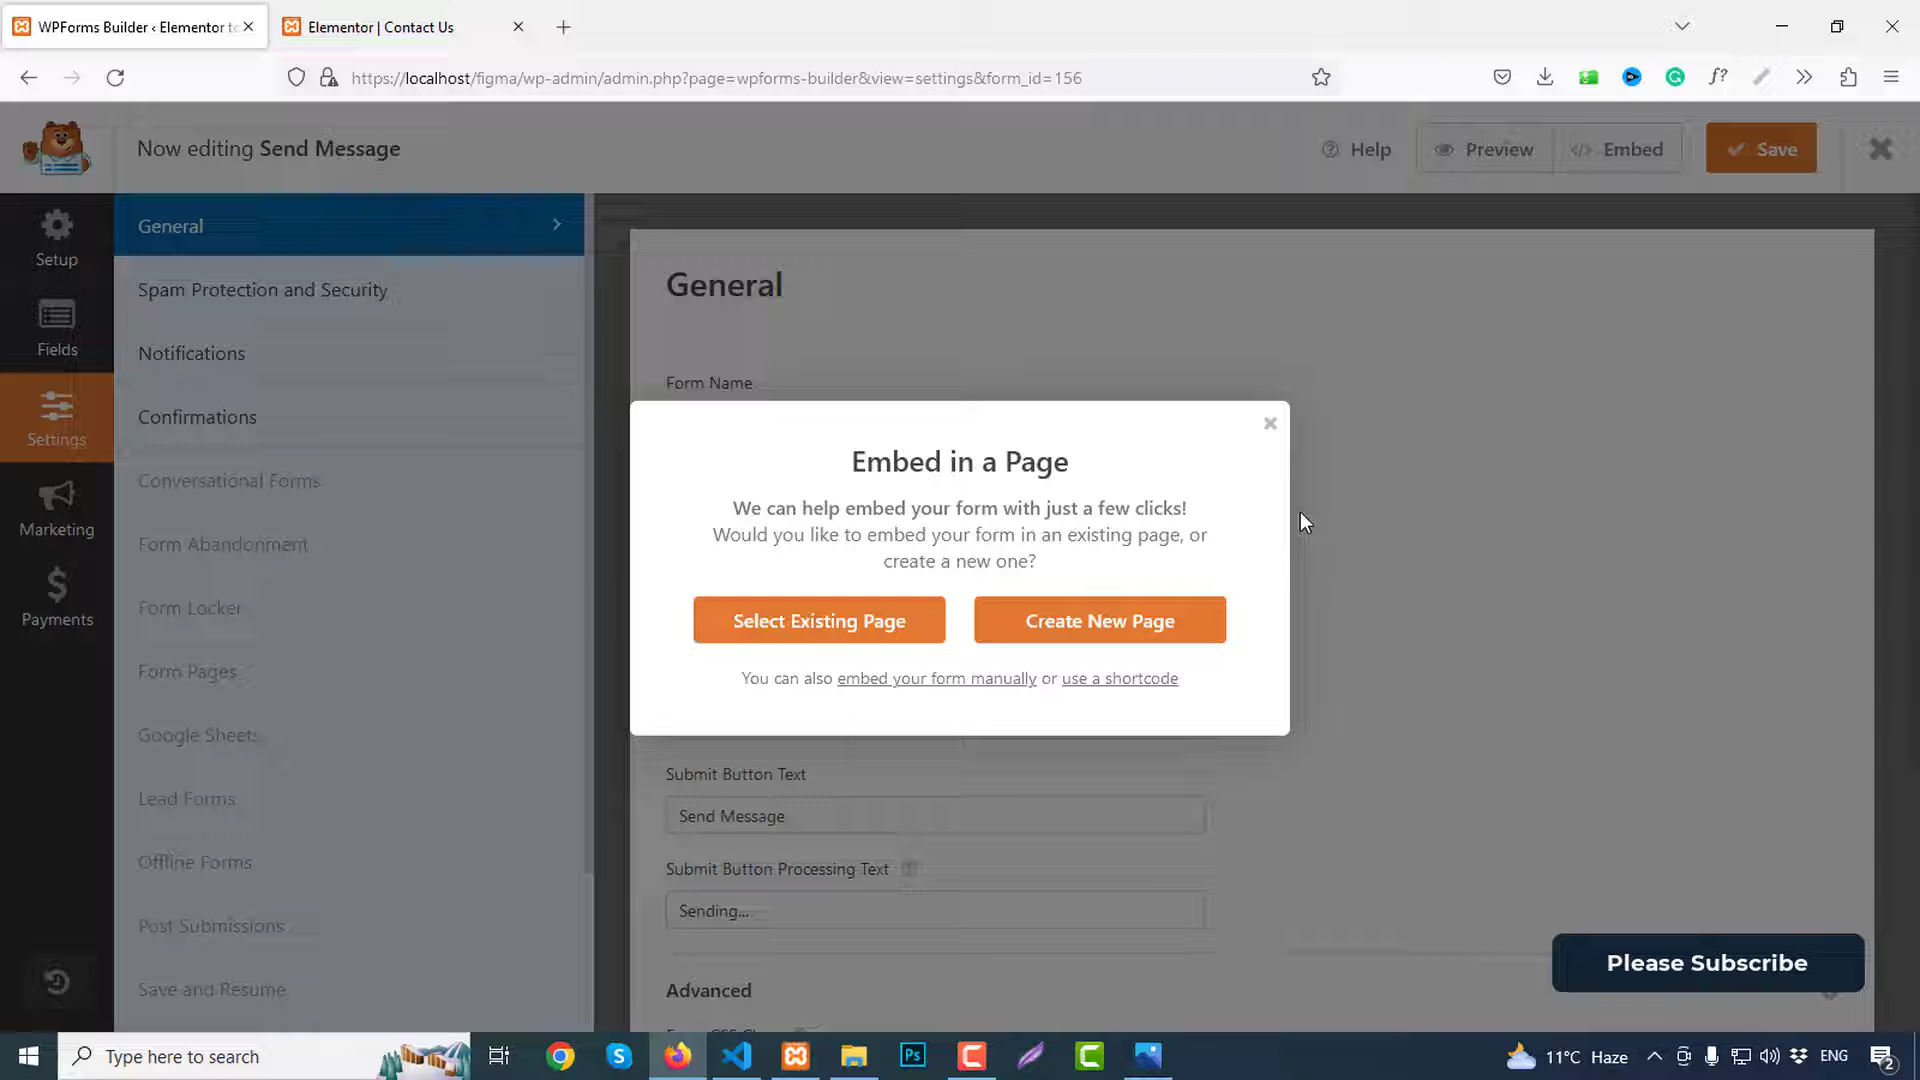 WPForms Builder ‹ Elementor to
Elementor | Contact Us
https://localhost/figma/wp-admin/admin.php?page=wpforms-builder&view=settings&form_id=156
Now editing Send Message
Help
Preview
Embed
Save
Setup
Fields
Settings
Marketing
Payments
General
Spam Protection and Security
Notifications
Confirmations
Conversational Forms
Form Abandonment
Form Locker
Form Pages
Google Sheets
Lead Forms
Offline Forms
Post Submissions
Save and Resume
General
Form Name
Embed in a Page
We can help embed your form with just a few clicks!
Would you like to embed your form in an existing page, or
create a new one?
Select Existing Page
Create New Page
You can also embed your form manually or use a shortcode
Submit Button Text
Send Message
Submit Button Processing Text
Sending...
Advanced
Please Subscribe
Type here to search
Ps
11°C Haze
ENG
2